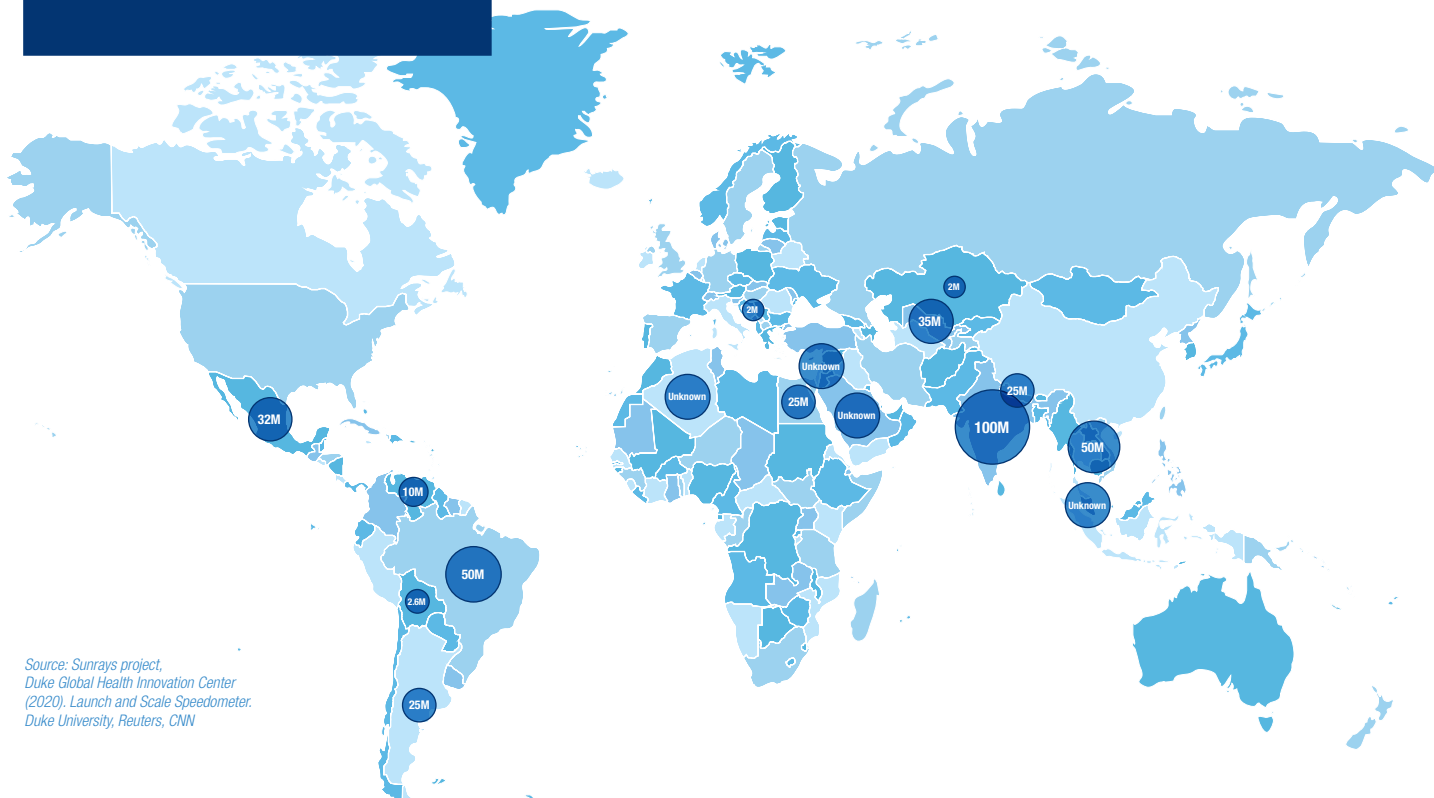 2M
2M
35M
Unknown
25M
Unknown
25M
Unknown
32M
100M
50M
10M
Unknown
50M
2.6M
Source: Sunrays project,
Duke Global Health Innovation Center
(2020). Launch and Scale Speedometer.
Duke University, Reuters, CNN
25M